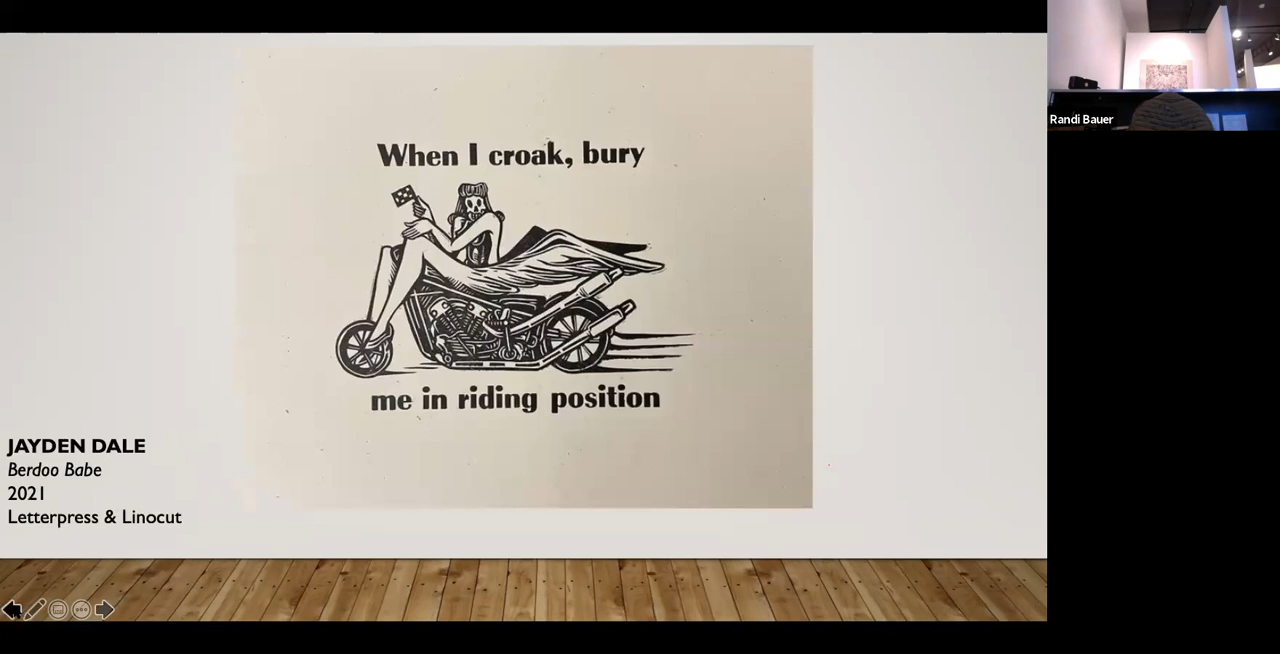 When I croak, bury
me in riding position
JAYDEN DALE
Berdoo Babe
2021
Letterpress & Linocut
Randi Bauer